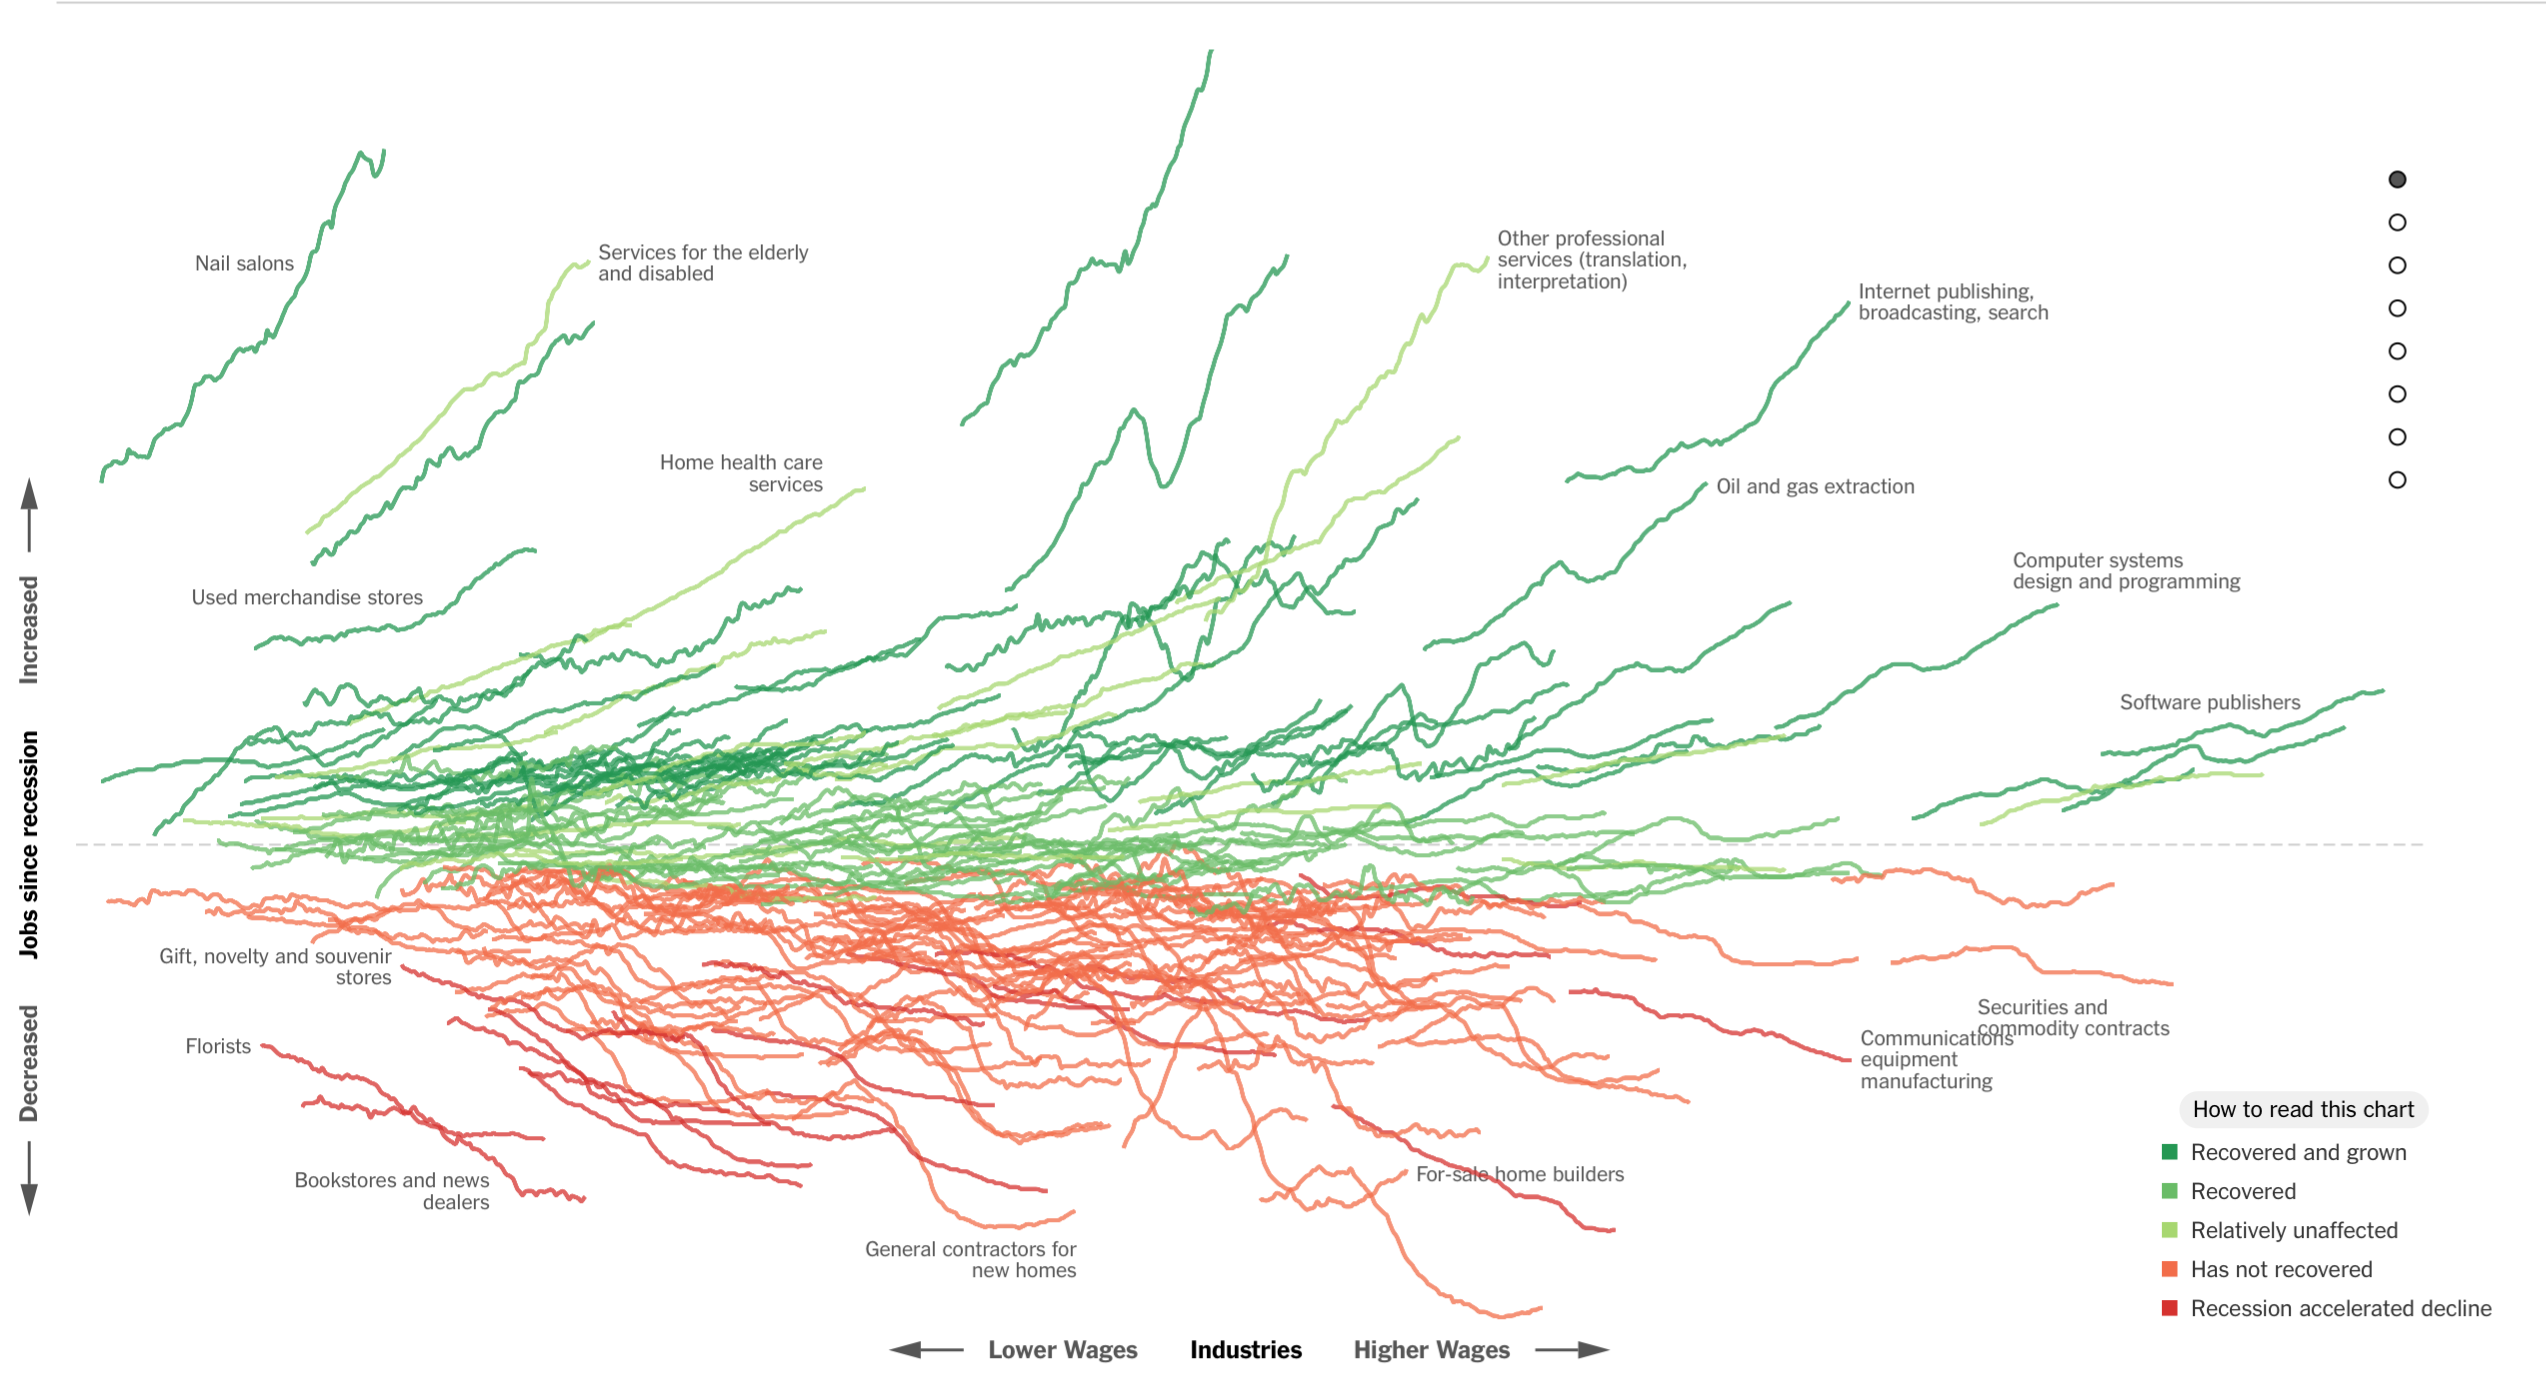 Nail salons
Services for the elderly
and disabled
Other professional
services (translation,
interpretation)
Internet publishing,
broadcasting, search
Home health care
services
Oil and gas extraction
Used merchandise stores
Computer systems
design and programming
Software publishers
Increased
Jobs since recession
Decreased
Gift, novelty and souvenir
stores
Florists
Bookstores and news
dealers
General contractors for
new homes
For-sale home builders
Securities and
commodity contracts
Communications
equipment
manufacturing
How to read this chart
Recovered and grown
Recovered
Relatively unaffected
Has not recovered
Recession accelerated decline
Lower Wages Industries Higher Wages